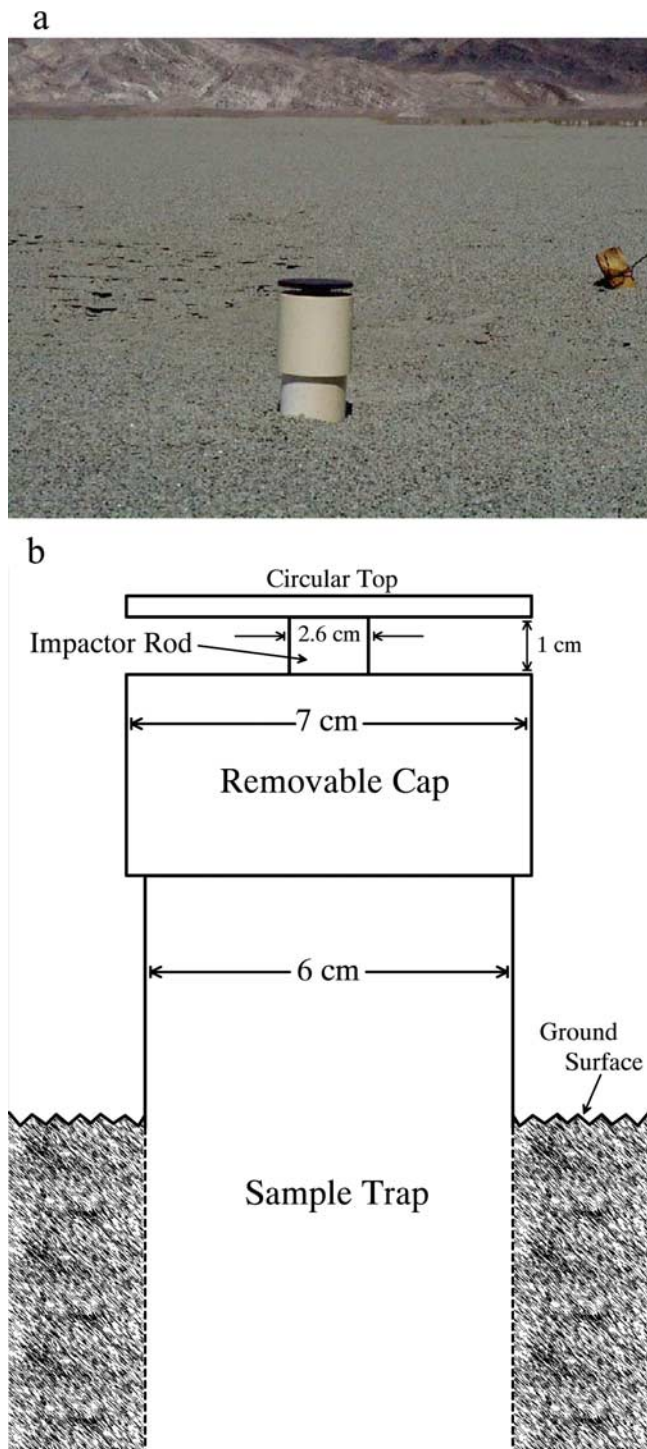 a
b
Circular Top
Impactor Rod
2.6 cm
1 cm
7 cm
Removable Cap
6 cm
Ground
Surface
Sample Trap